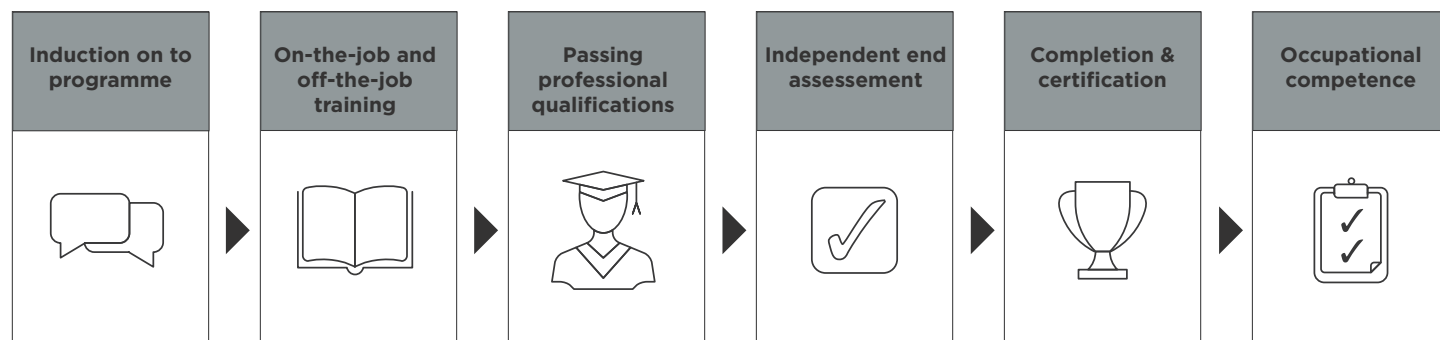 Induction on to
programme
On-the-job and
off-the-job
training
Passing
professional
qualifications
Independent end
assessement
Completion &
certification
Occupational
competence